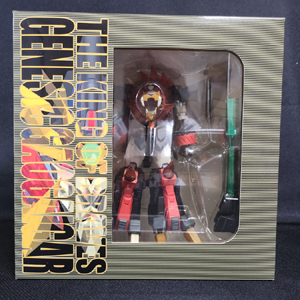 THE KING OF BRAVES
GENESIC GAOGAIGAR